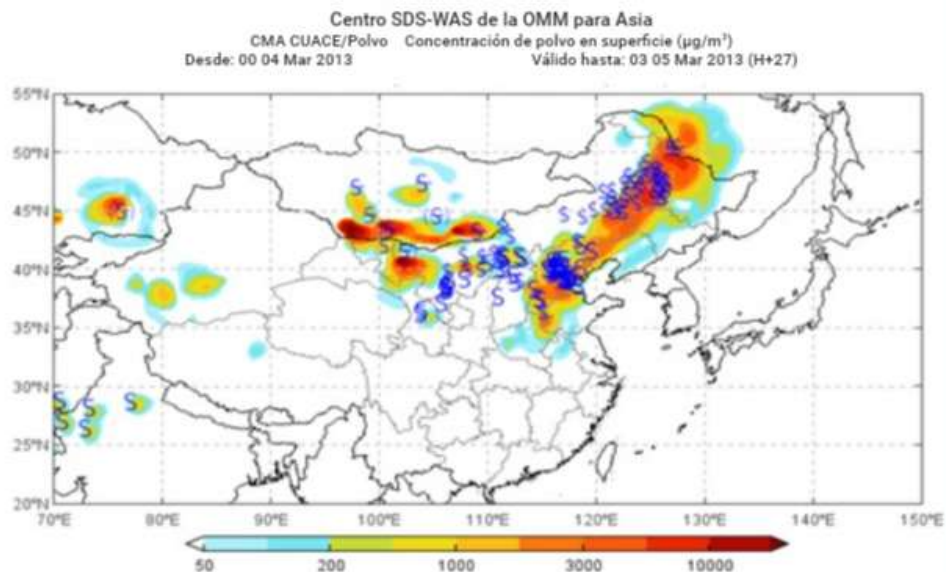 Centro SDS-WAS de la OMM para Asia
CMA CUACE/Polvo Concentración de polvo en superficie (µg/m³)
Desde: 00 04 Mar 2013 Válido hasta: 03 05 Mar 2013 (H+27)
55°N
50°N
45°N
40°N
35°N
30°N
25°N
20°N
70°E 80°E 90°E 100°E 110°E 120°E 130°E 140°E 150°E
50 200 1000 3000 10000